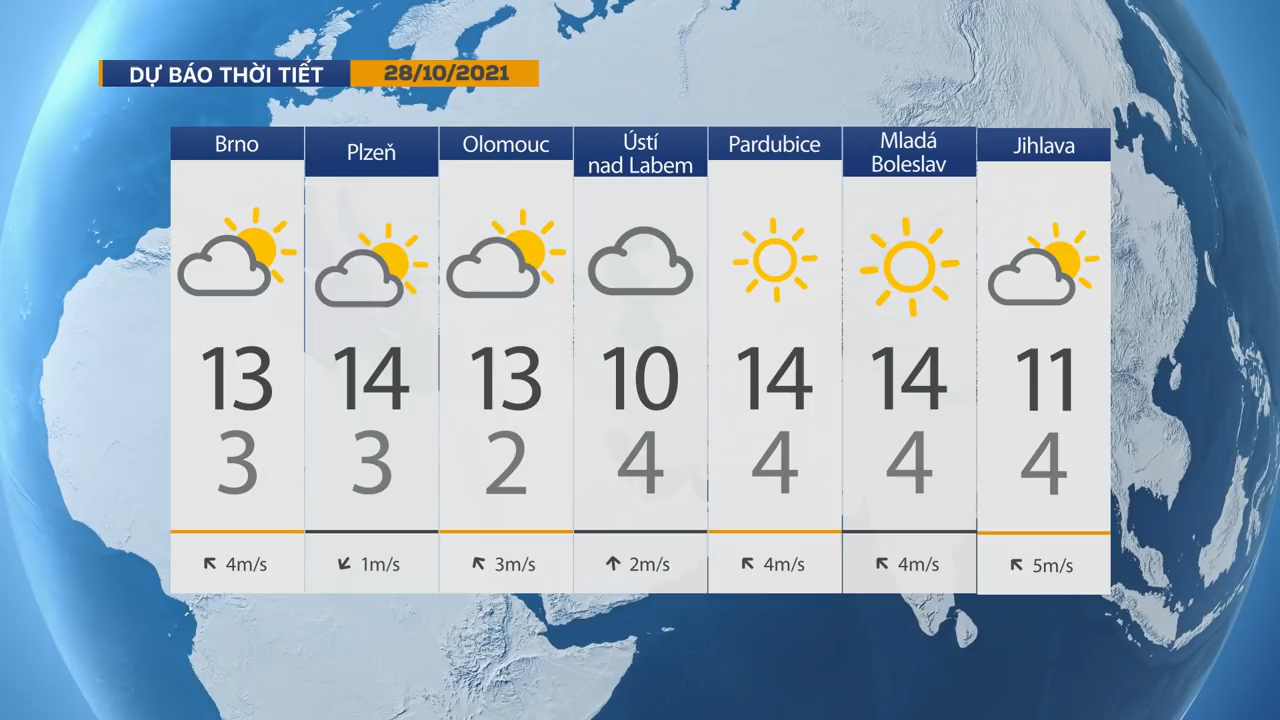 DỰ BÁO THỜI TIẾT 28/10/2021
Brno
13
3
4m/s
Plzeň
14
3
1m/s
Olomouc
13
2
3m/s
Ústí
nad Labem
10
4
2m/s
Pardubice
14
4
4m/s
Mladá
Boleslav
14
4
4m/s
Jihlava
11
4
5m/s